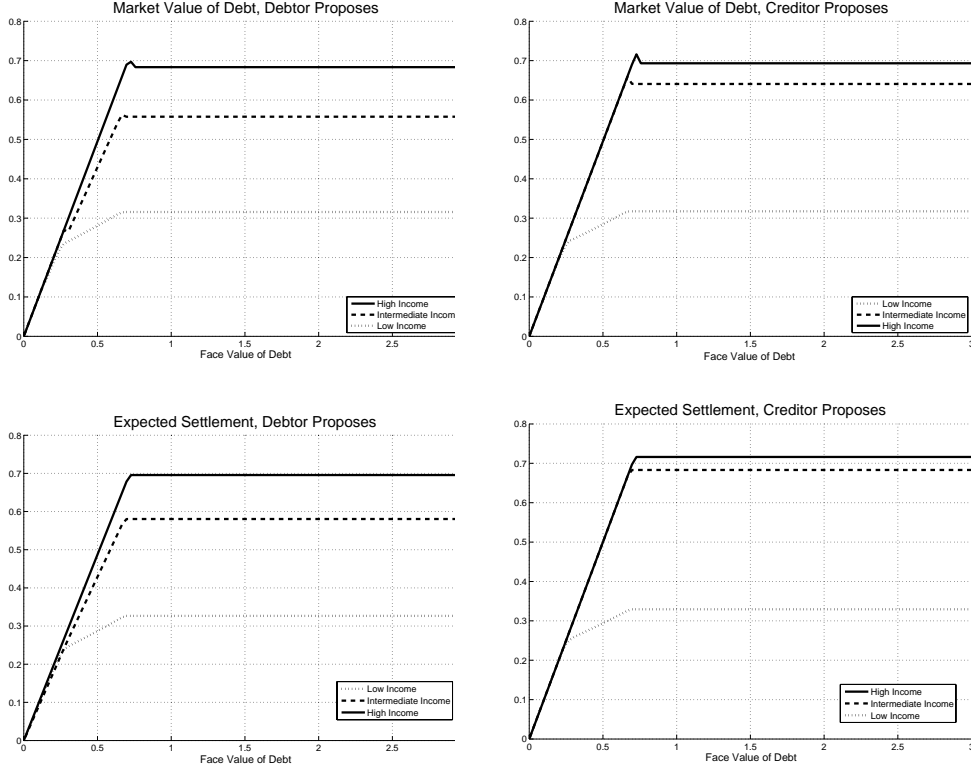 Market Value of Debt, Debtor Proposes
0.8
0.7
0.6
0.5
0.4
0.3
0.2
0.1
0
High Income
Intermediate Incom
Low Income
0 0.5 1 1.5 2 2.5
Face Value of Debt
Market Value of Debt, Creditor Proposes
0.8
0.7
0.6
0.5
0.4
0.3
0.2
0.1
0
Low Income
Intermediate Income
High Income
0 0.5 1 1.5 2 2.5 3
Face Value of Debt
Expected Settlement, Debtor Proposes
0.8
0.7
0.6
0.5
0.4
0.3
0.2
0.1
0
Low Income
Intermediate Income
High Income
0 0.5 1 1.5 2 2.5
Face Value of Debt
Expected Settlement, Creditor Proposes
0.8
0.7
0.6
0.5
0.4
0.3
0.2
0.1
0
High Income
Intermediate Income
Low Income
0 0.5 1 1.5 2 2.5 3
Face Value of Debt